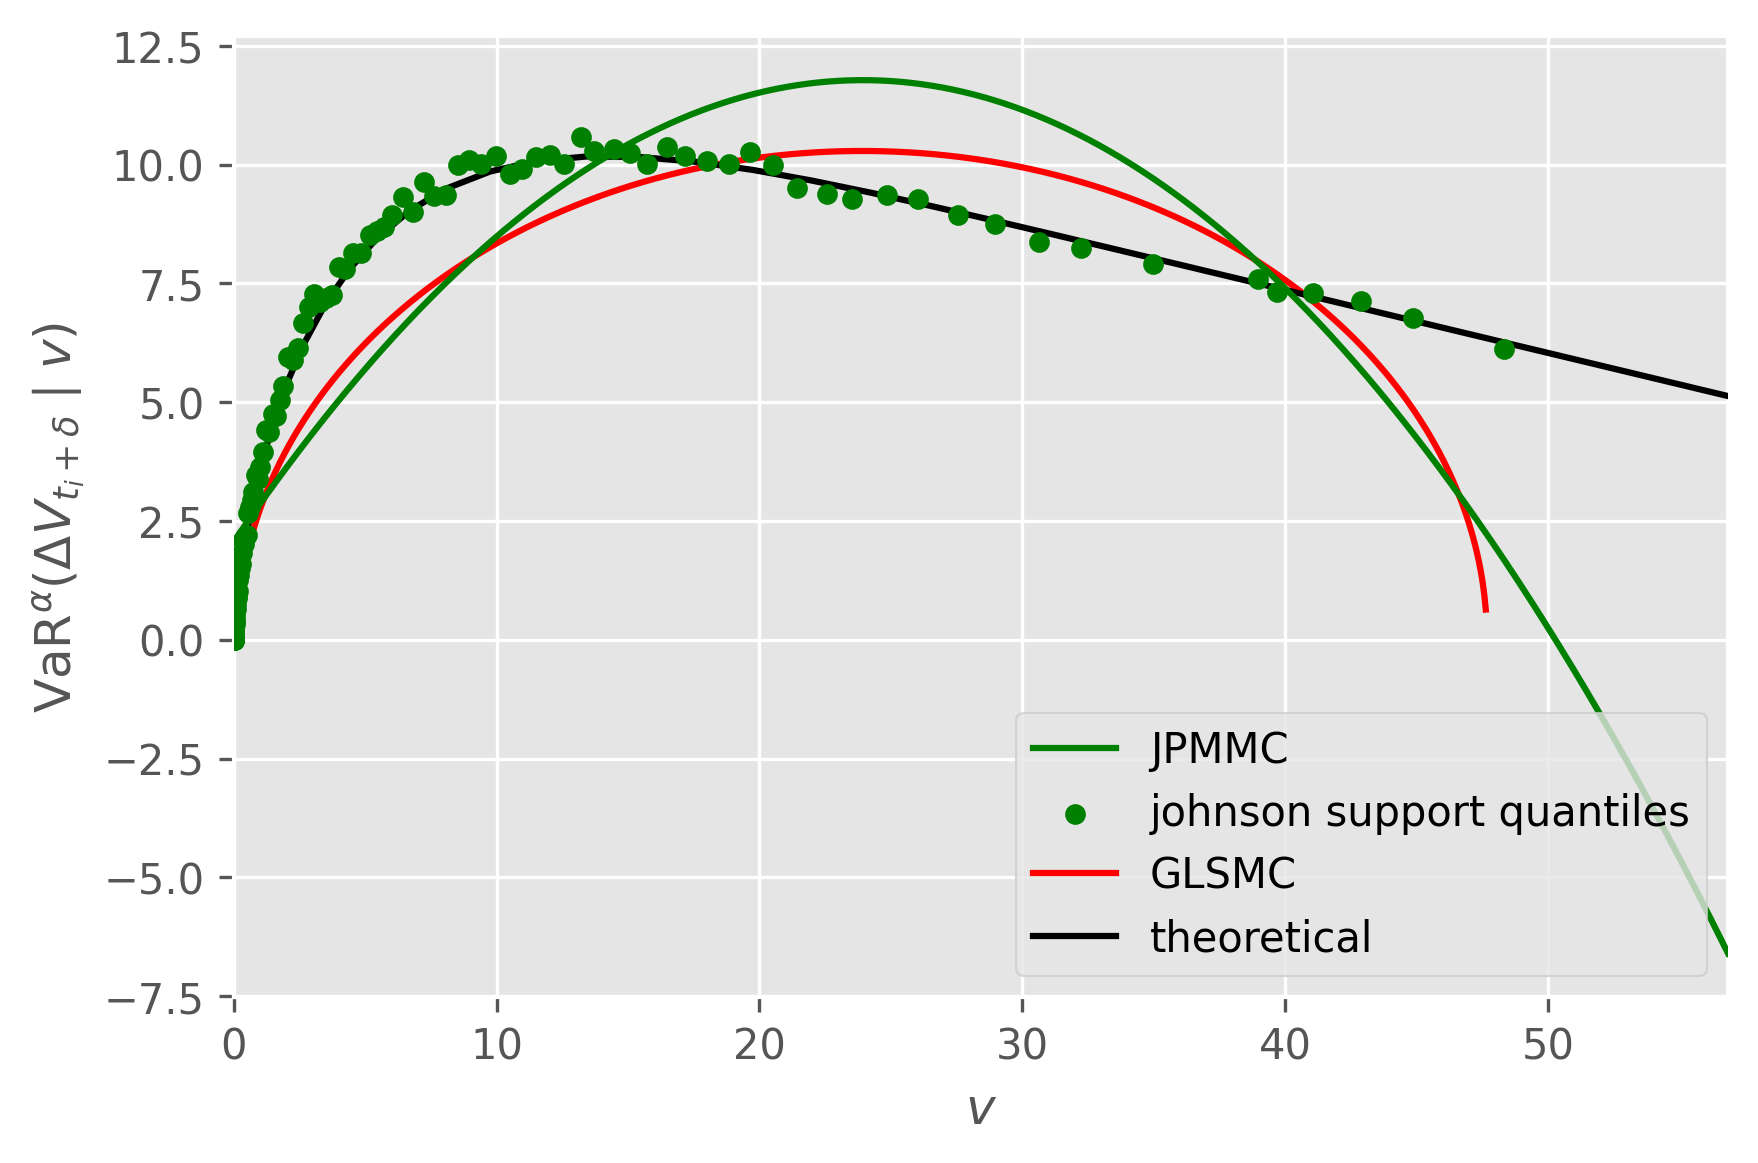 12.5
10.0
7.5
5.0
2.5
0.0
−2.5
−5.0
−7.5
0 10 20 30 40 50
v
VaR^α(ΔV_{t_i+δ} | v)
JPMMC
johnson support quantiles
GLSMC
theoretical